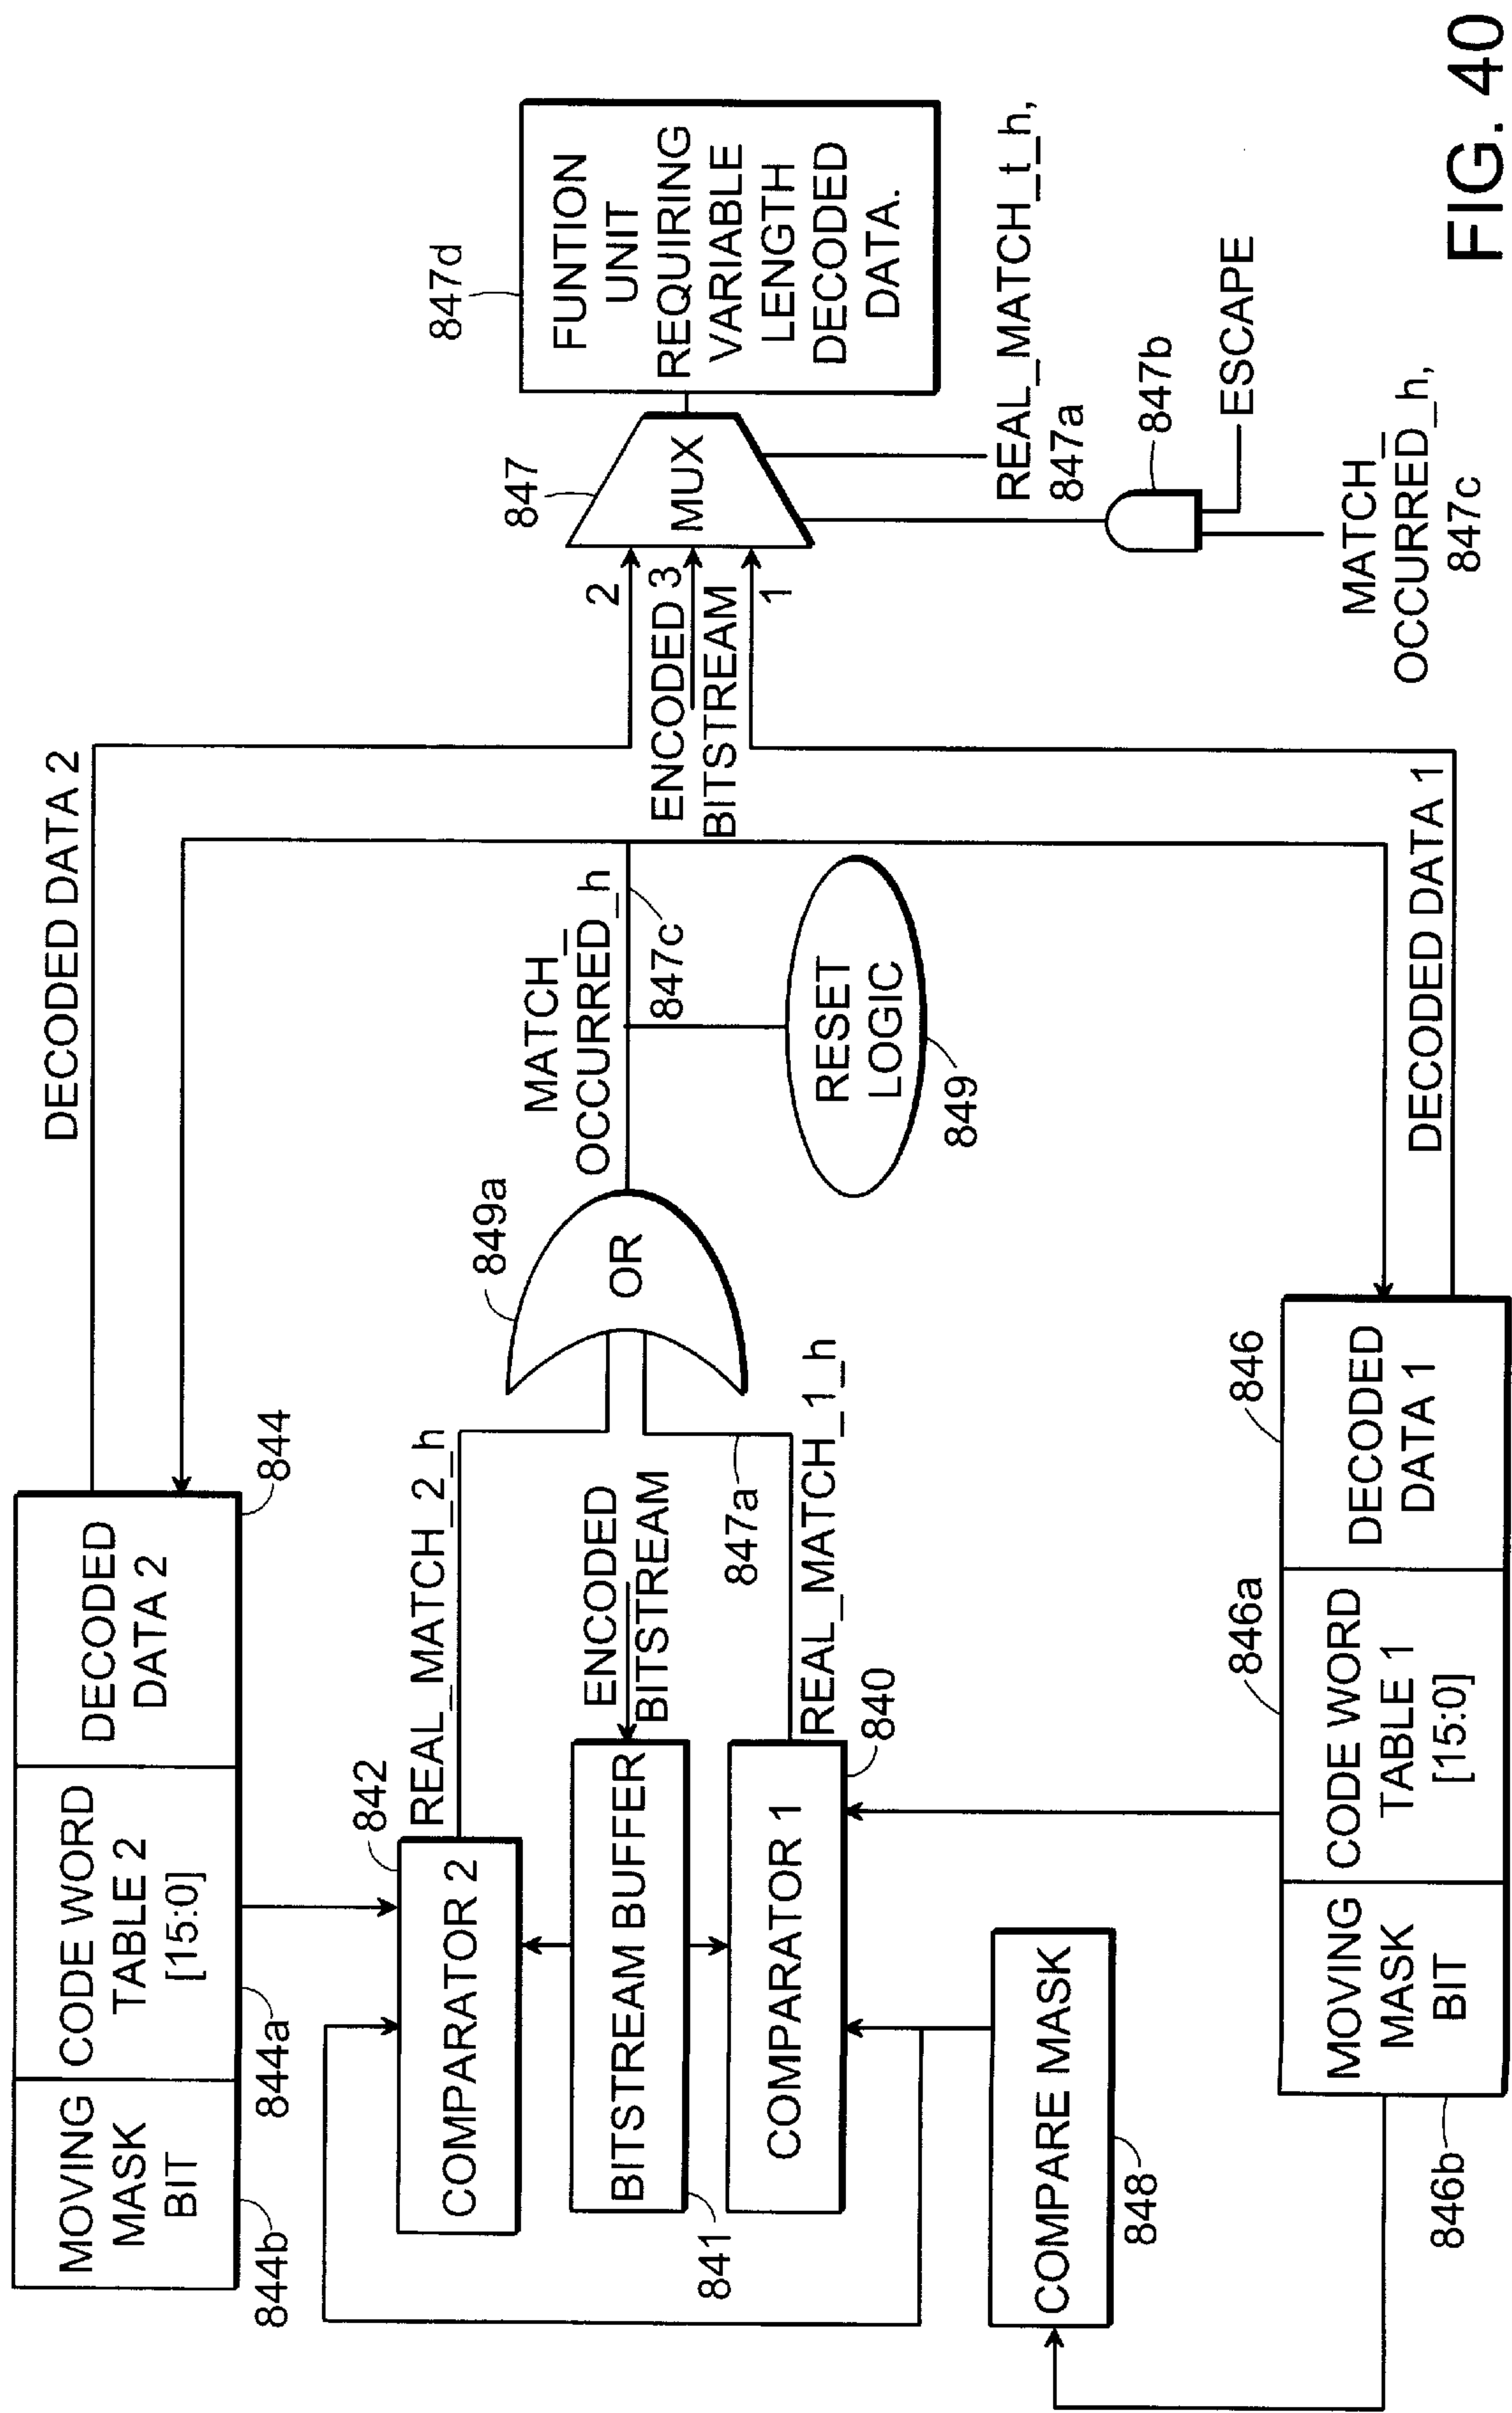 MOVING
MASK
BIT
CODE WORD
TABLE 2
[15:0]
DECODED
DATA 2
844b
844a
844
DECODED DATA 2
COMPARATOR 2
842
REAL_MATCH_2_h
BITSTREAM BUFFER
841
ENCODED
BITSTREAM
COMPARATOR 1
840
REAL_MATCH_1_h
847a
849a
OR
MATCH_
OCCURRED_h
847c
RESET
LOGIC
849
COMPARE MASK
848
MOVING
MASK
BIT
CODE WORD
TABLE 1
[15:0]
DECODED
DATA 1
846b
846a
846
DECODED DATA 1
2
ENCODED 3
BITSTREAM
1
847
MUX
847d
FUNTION
UNIT
REQUIRING
VARIABLE
LENGTH
DECODED
DATA.
REAL_MATCH_t_h,
847a
847b
ESCAPE
MATCH_
OCCURRED_h,
847c
FIG. 40